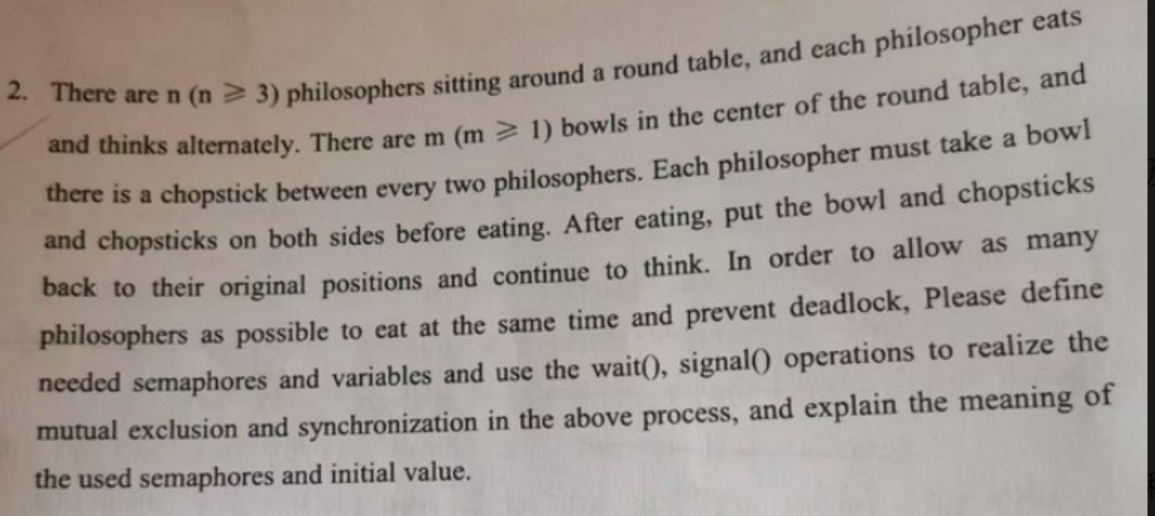 2. There are n (n ⩾ 3) philosophers sitting around a round table, and each philosopher eats
and thinks alternately. There are m (m ⩾ 1) bowls in the center of the round table, and
there is a chopstick between every two philosophers. Each philosopher must take a bowl
and chopsticks on both sides before eating. After eating, put the bowl and chopsticks
back to their original positions and continue to think. In order to allow as many
philosophers as possible to eat at the same time and prevent deadlock, Please define
needed semaphores and variables and use the wait(), signal() operations to realize the
mutual exclusion and synchronization in the above process, and explain the meaning of
the used semaphores and initial value.